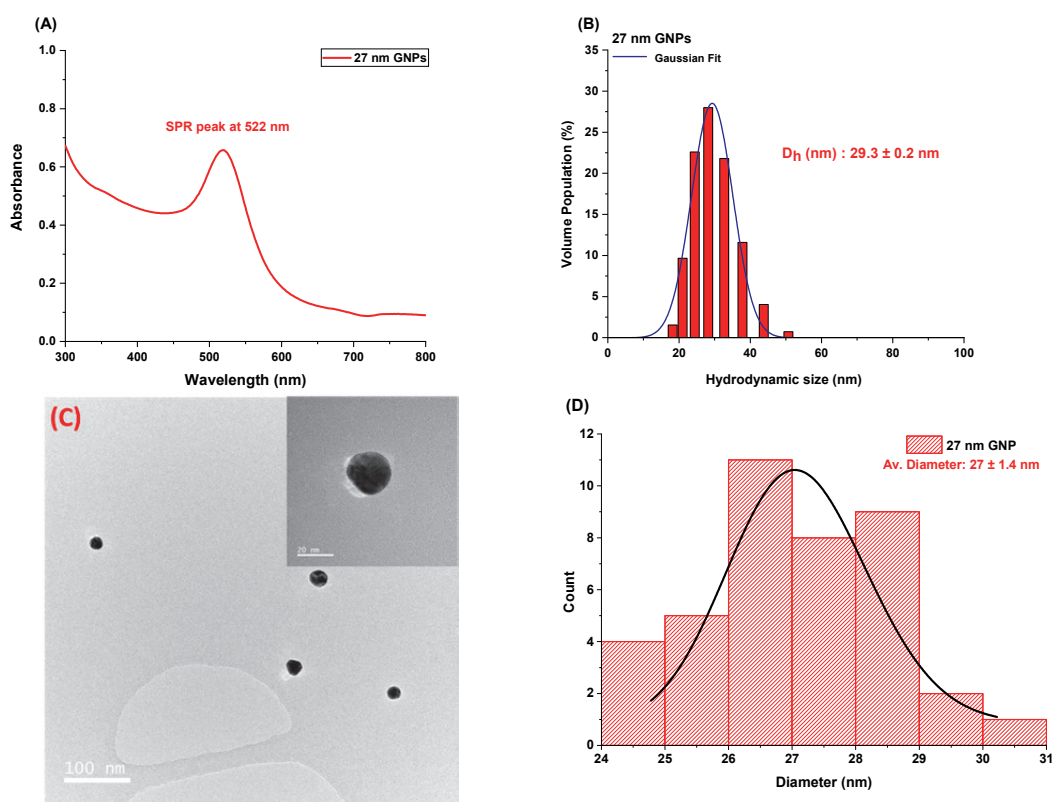 (A)
27 nm GNPs
SPR peak at 522 nm
Absorbance
1.0
0.8
0.6
0.4
0.2
0.0
300 400 500 600 700 800
Wavelength (nm)
(B)
27 nm GNPs
Gaussian Fit
Dh (nm) : 29.3 ± 0.2 nm
Volume Population (%)
35
30
25
20
15
10
5
0
0 20 40 60 80 100
Hydrodynamic size (nm)
(C)
20 nm
100 nm
(D)
27 nm GNP
Av. Diameter: 27 ± 1.4 nm
Count
12
10
8
6
4
2
0
24 25 26 27 28 29 30 31
Diameter (nm)